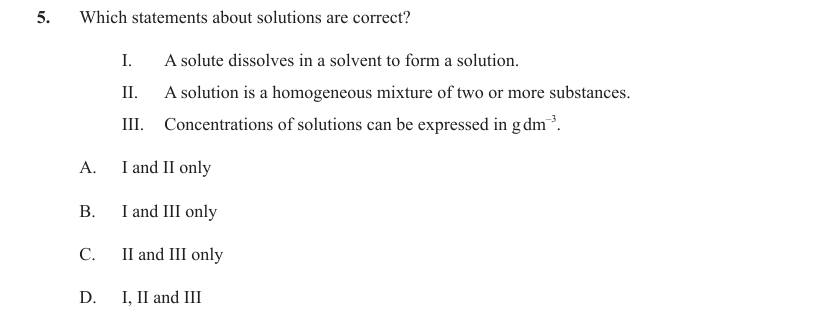 5. Which statements about solutions are correct?
I. A solute dissolves in a solvent to form a solution.
II. A solution is a homogeneous mixture of two or more substances.
III. Concentrations of solutions can be expressed in g dm⁻³.
A. I and II only
B. I and III only
C. II and III only
D. I, II and III